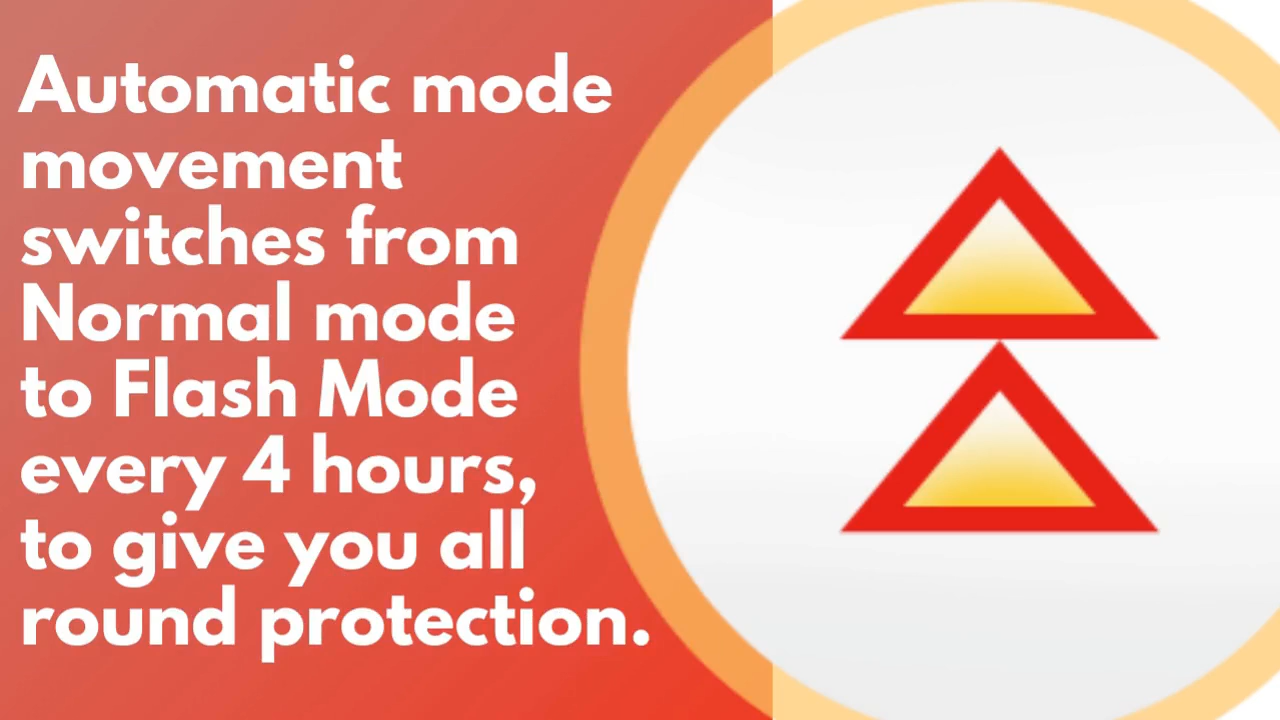 Automatic mode
movement
switches from
Normal mode
to Flash Mode
every 4 hours,
to give you all
round protection.